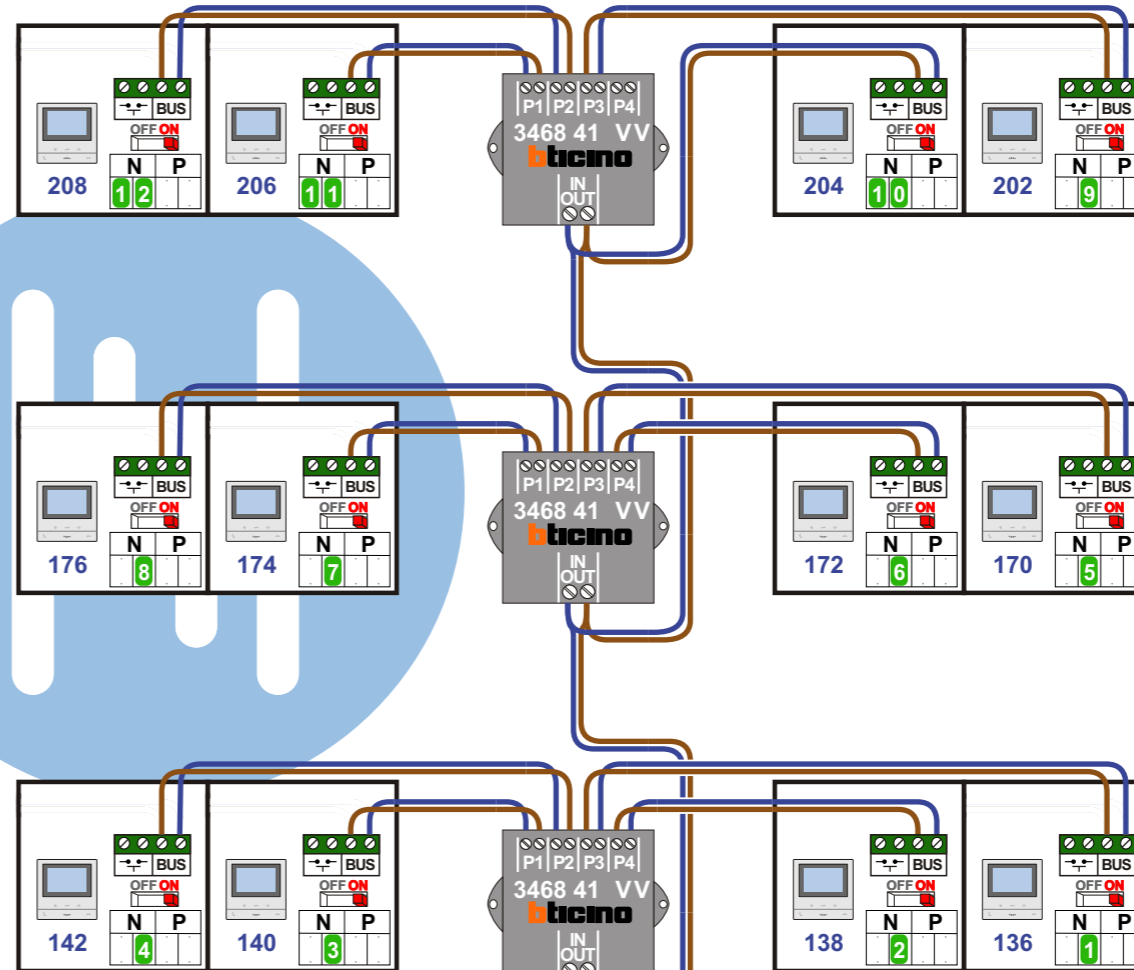 BUS
OFF ON
N P
208
1 2
BUS
OFF ON
N P
206
1 1
P1 P2 P3 P4
3468 41 VV
bticino
IN
OUT
BUS
OFF ON
N P
204
1 0
BUS
OFF ON
N P
202
9
BUS
OFF ON
N P
176
8
BUS
OFF ON
N P
174
7
P1 P2 P3 P4
3468 41 VV
bticino
IN
OUT
BUS
OFF ON
N P
172
6
BUS
OFF ON
N P
170
5
BUS
OFF ON
N P
142
4
BUS
OFF ON
N P
140
3
P1 P2 P3 P4
3468 41 VV
bticino
IN
OUT
BUS
OFF ON
N P
138
2
BUS
OFF ON
N P
136
1